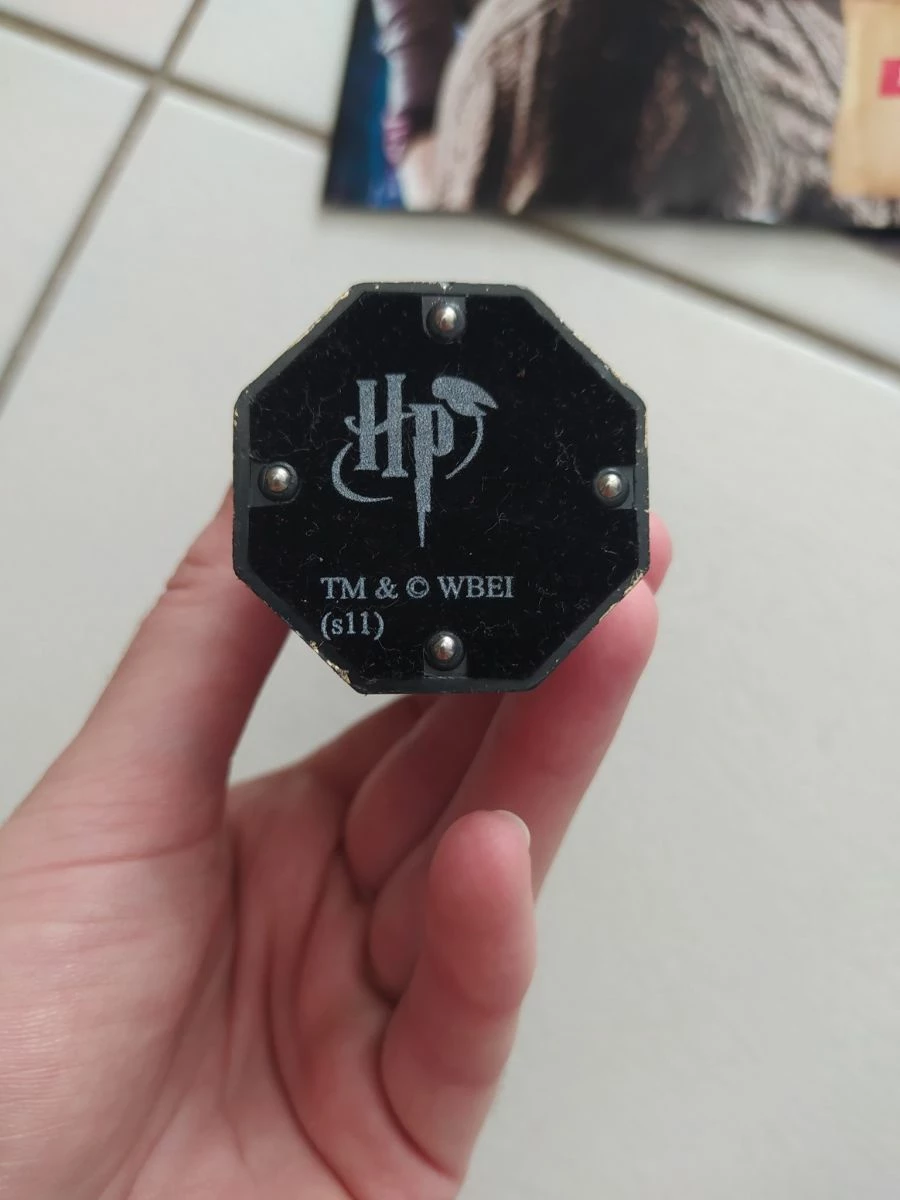 HP
TM & © WBEI
(s11)